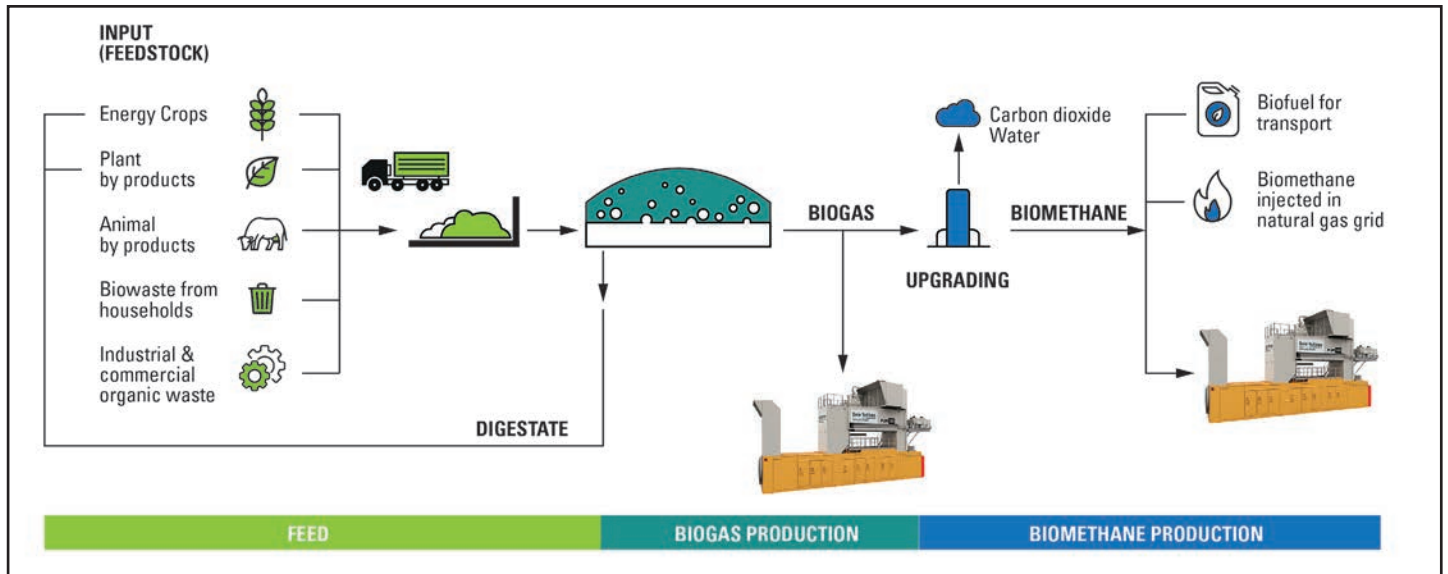 INPUT
(FEEDSTOCK)
Energy Crops
Plant
by products
Animal
by products
Biowaste from
households
Industrial &
commercial
organic waste
DIGESTATE
BIOGAS
UPGRADING
Carbon dioxide
Water
BIOMETHANE
Biofuel for
transport
Biomethane
injected in
natural gas grid
FEED
BIOGAS PRODUCTION
BIOMETHANE PRODUCTION